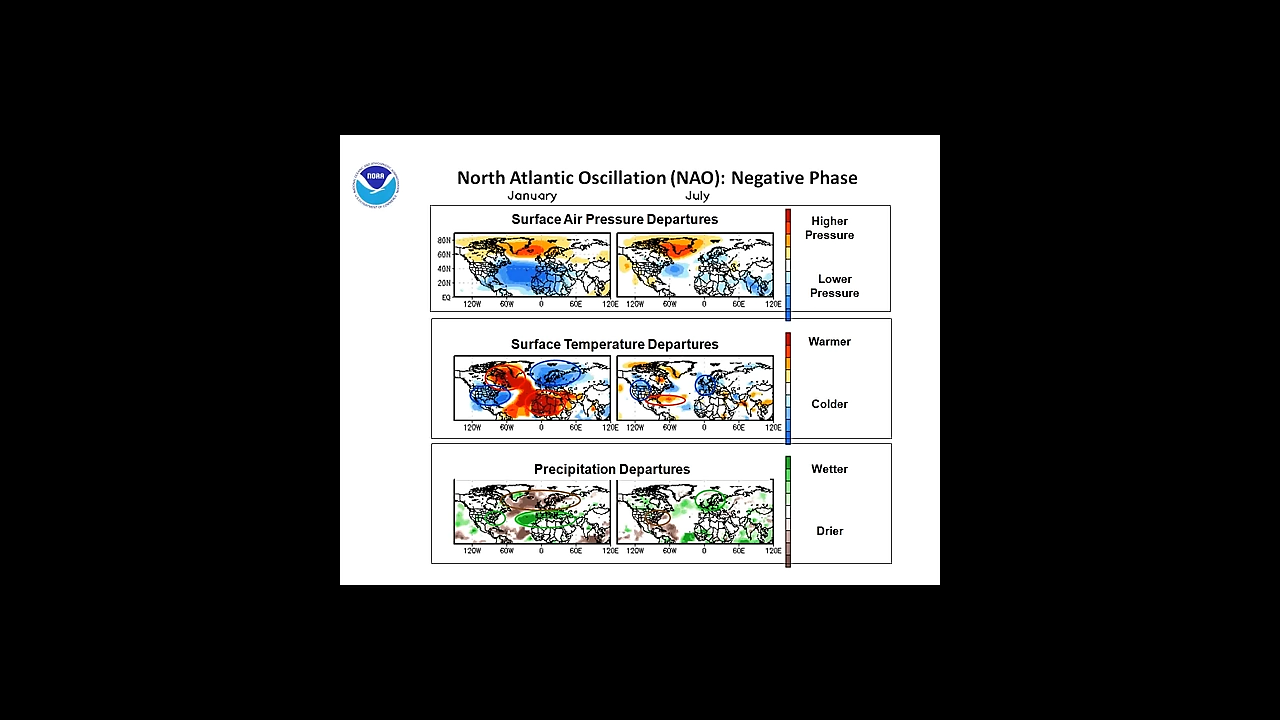 NOAA
North Atlantic Oscillation (NAO): Negative Phase
January July
Surface Air Pressure Departures
Higher
Pressure
Lower
Pressure
80N
60N
40N
20N
EQ
120W 60W 0 60E 120E 120W 60W 0 60E 120E
Surface Temperature Departures
Warmer
Colder
120W 60W 0 60E 120E 120W 60W 0 60E 120E
Precipitation Departures
Wetter
Drier
120W 60W 0 60E 120E 120W 60W 0 60E 120E